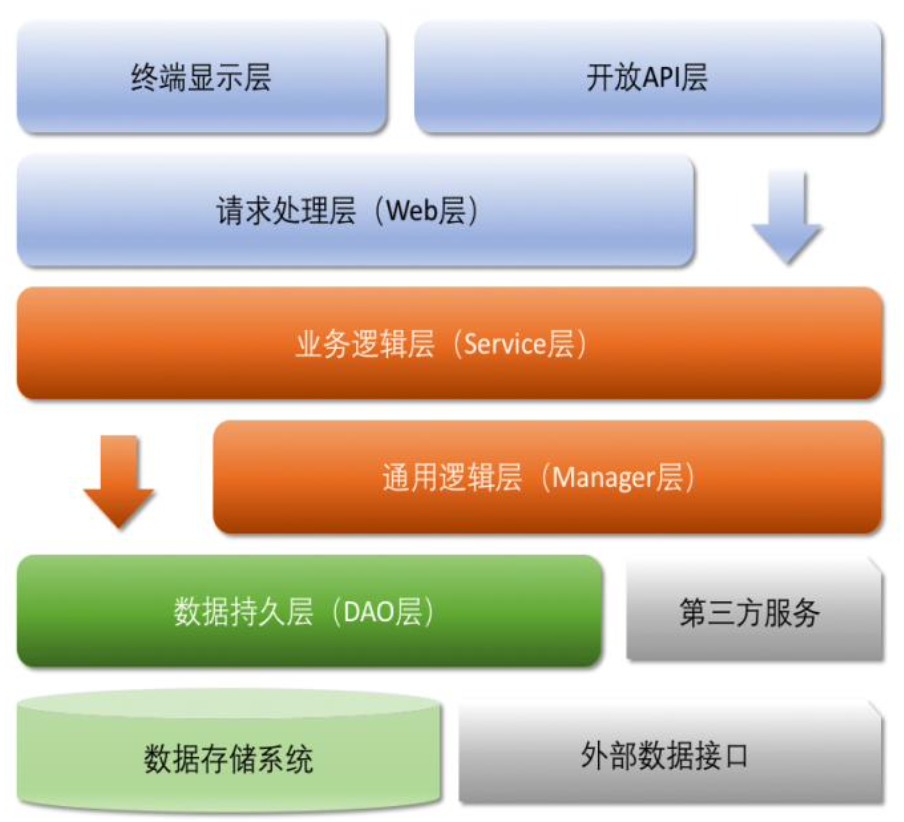 终端显示层
开放API层
请求处理层（Web层）
业务逻辑层（Service层）
通用逻辑层（Manager层）
数据持久层（DAO层）
第三方服务
数据存储系统
外部数据接口